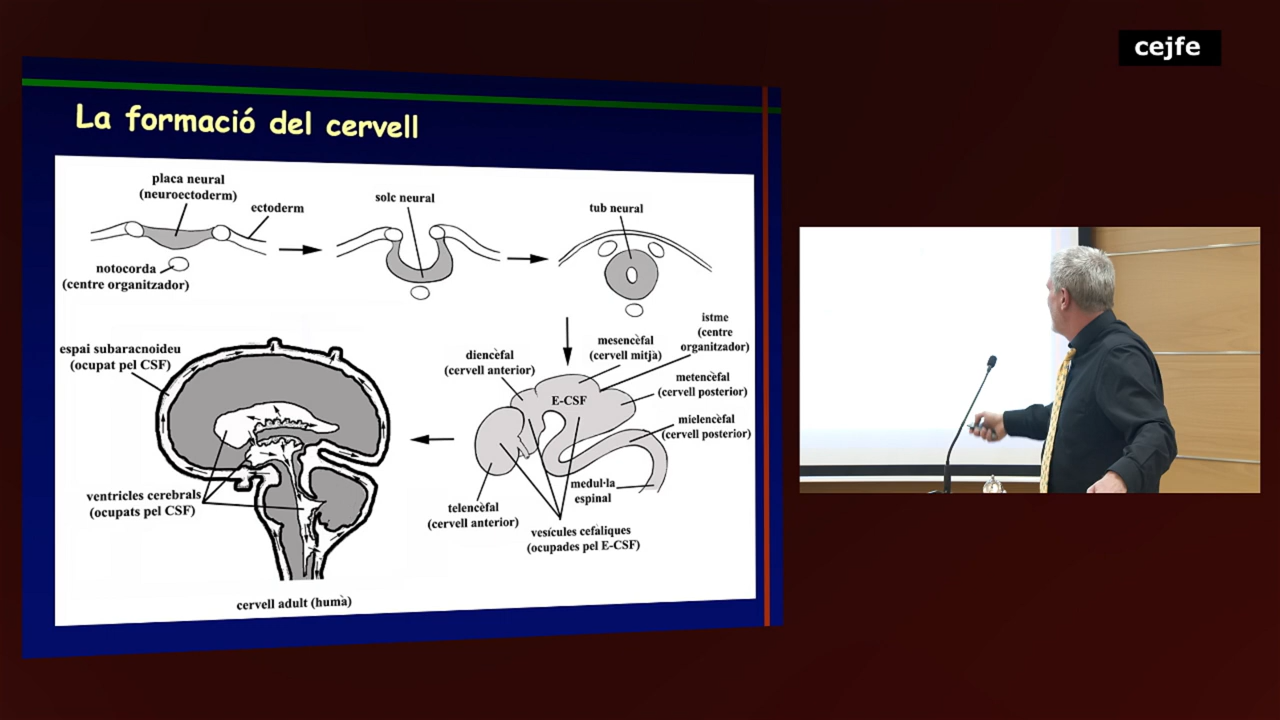 cejfe
La formació del cervell
placa neural
(neuroectoderm)
ectoderm
notocorda
(centre organitzador)
solc neural
tub neural
espai subaracnoideu
(ocupat pel CSF)
ventricles cerebrals
(ocupats pel CSF)
cervell adult (humà)
diencèfal
(cervell anterior)
mesencèfal
(cervell mitjà)
istme
(centre
organitzador)
E-CSF
metencèfal
(cervell posterior)
mielencèfal
(cervell posterior)
medul·la
espinal
telencèfal
(cervell anterior)
vesícules cefàliques
(ocupades pel E-CSF)